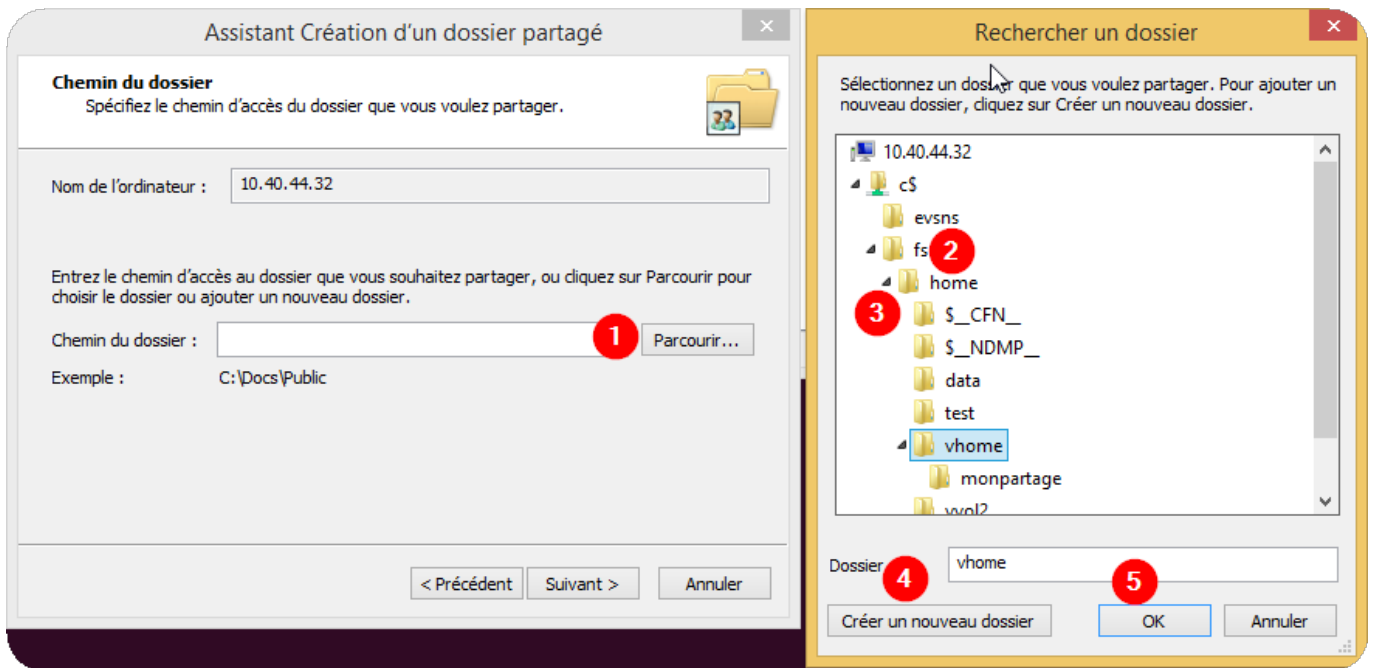 Assistant Création d'un dossier partagé
Chemin du dossier
Spécifiez le chemin d'accès du dossier que vous voulez partager.
Nom de l'ordinateur :
10.40.44.32
Entrez le chemin d'accès au dossier que vous souhaitez partager, ou cliquez sur Parcourir pour
choisir le dossier ou ajouter un nouveau dossier.
Chemin du dossier :
1
Parcourir...
Exemple :
C:\Docs\Public
< Précédent
Suivant >
Annuler
Rechercher un dossier
Sélectionnez un dossier que vous voulez partager. Pour ajouter un
nouveau dossier, cliquez sur Créer un nouveau dossier.
10.40.44.32
c$
evsns
fs
2
home
3
$__CFN__
$__NDMP__
data
test
vhome
monpartage
vvol2
Dossier
4
vhome
5
Créer un nouveau dossier
OK
Annuler